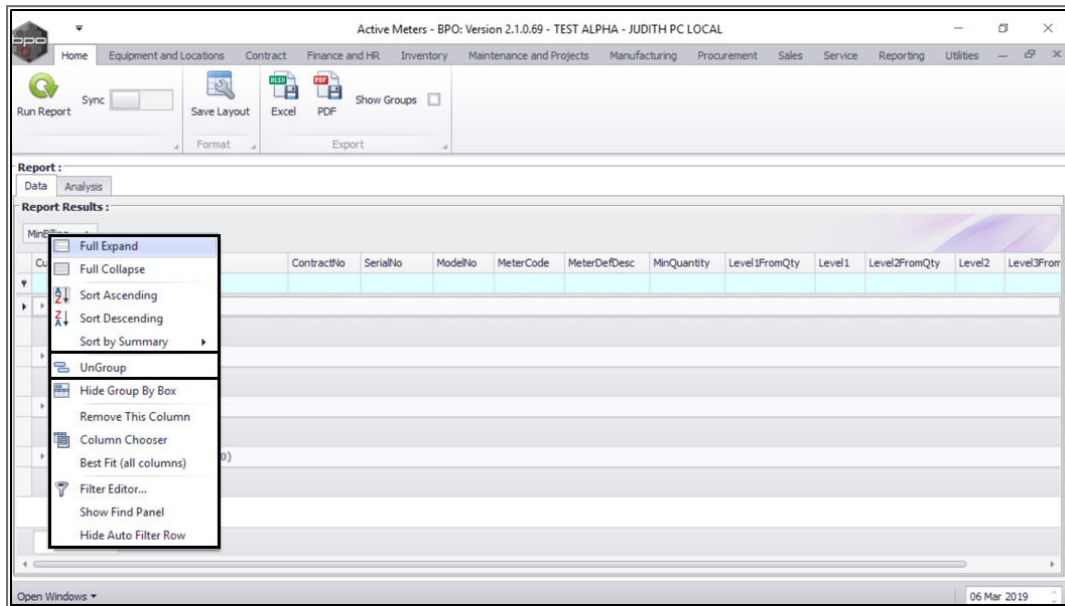 bpo
Active Meters - BPO: Version 2.1.0.69 - TEST ALPHA - JUDITH PC LOCAL
Home Equipment and Locations Contract Finance and HR Inventory Maintenance and Projects Manufacturing Procurement Sales Service Reporting Utilities
Run Report Sync Save Layout XLSX Excel PDF PDF Show Groups
Format Export
Report :
Data Analysis
Report Results :
ContractNo SerialNo ModelNo MeterCode MeterDefDesc MinQuantity Level1FromQty Level1 Level2FromQty Level2 Level3From
Full Expand
Full Collapse
Sort Ascending
Sort Descending
Sort by Summary
UnGroup
Hide Group By Box
Remove This Column
Column Chooser
Best Fit (all columns)
0)
Filter Editor...
Show Find Panel
Hide Auto Filter Row
Open Windows 06 Mar 2019